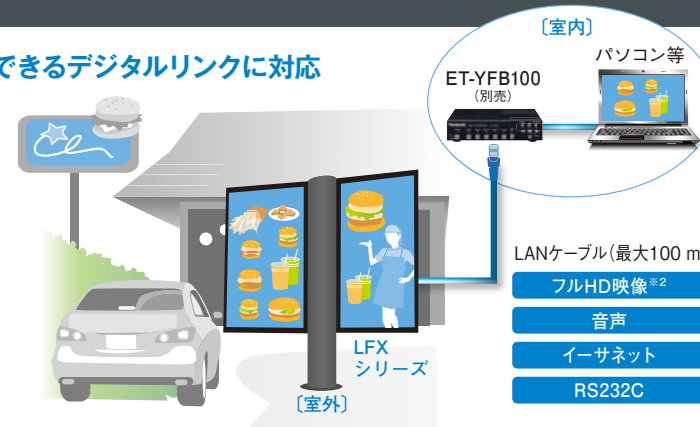 できるデジタルリンクに対応
〔室内〕
パソコン等
ET-YFB100
（別売）
LANケーブル（最大100 m
フルHD映像※2
音声
イーサネット
RS232C
LFX
シリーズ
〔室外〕